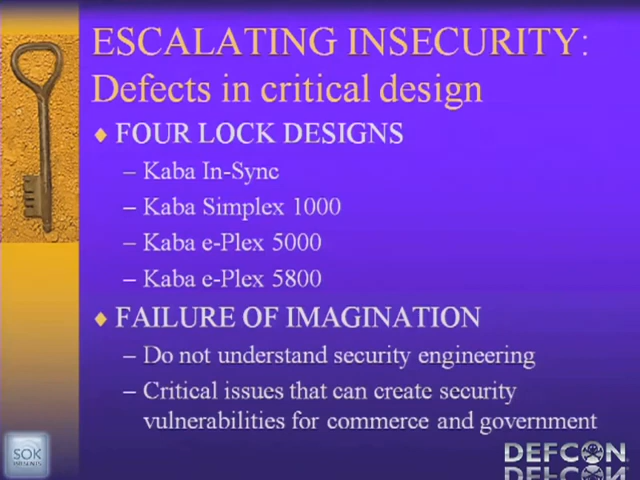 ESCALATING INSECURITY:
Defects in critical design
FOUR LOCK DESIGNS
– Kaba In-Sync
– Kaba Simplex 1000
– Kaba e-Plex 5000
– Kaba e-Plex 5800
FAILURE OF IMAGINATION
– Do not understand security engineering
– Critical issues that can create security
vulnerabilities for commerce and government
SOK
DEFCON